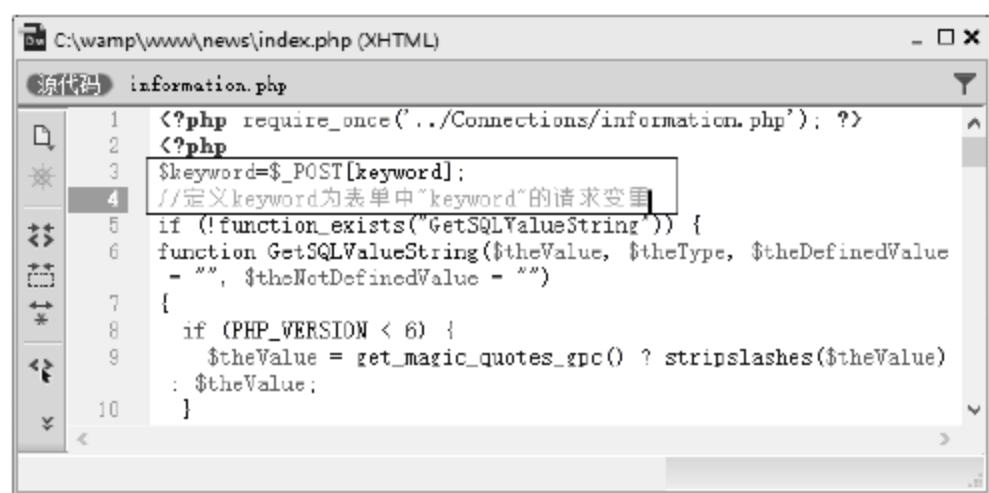 Dw C:\wamp\www\news\index.php (XHTML)
源代码 information.php
1 <?php require_once('../Connections/information.php'); ?>
2 <?php
3 $keyword=$_POST[keyword];
4 //定义keyword为表单中"keyword"的请求变量
5 if (!function_exists("GetSQLValueString")) {
6 function GetSQLValueString($theValue, $theType, $theDefinedValue
= "", $theNotDefinedValue = "")
7 {
8 if (PHP_VERSION < 6) {
9 $theValue = get_magic_quotes_gpc() ? stripslashes($theValue)
: $theValue;
10 }